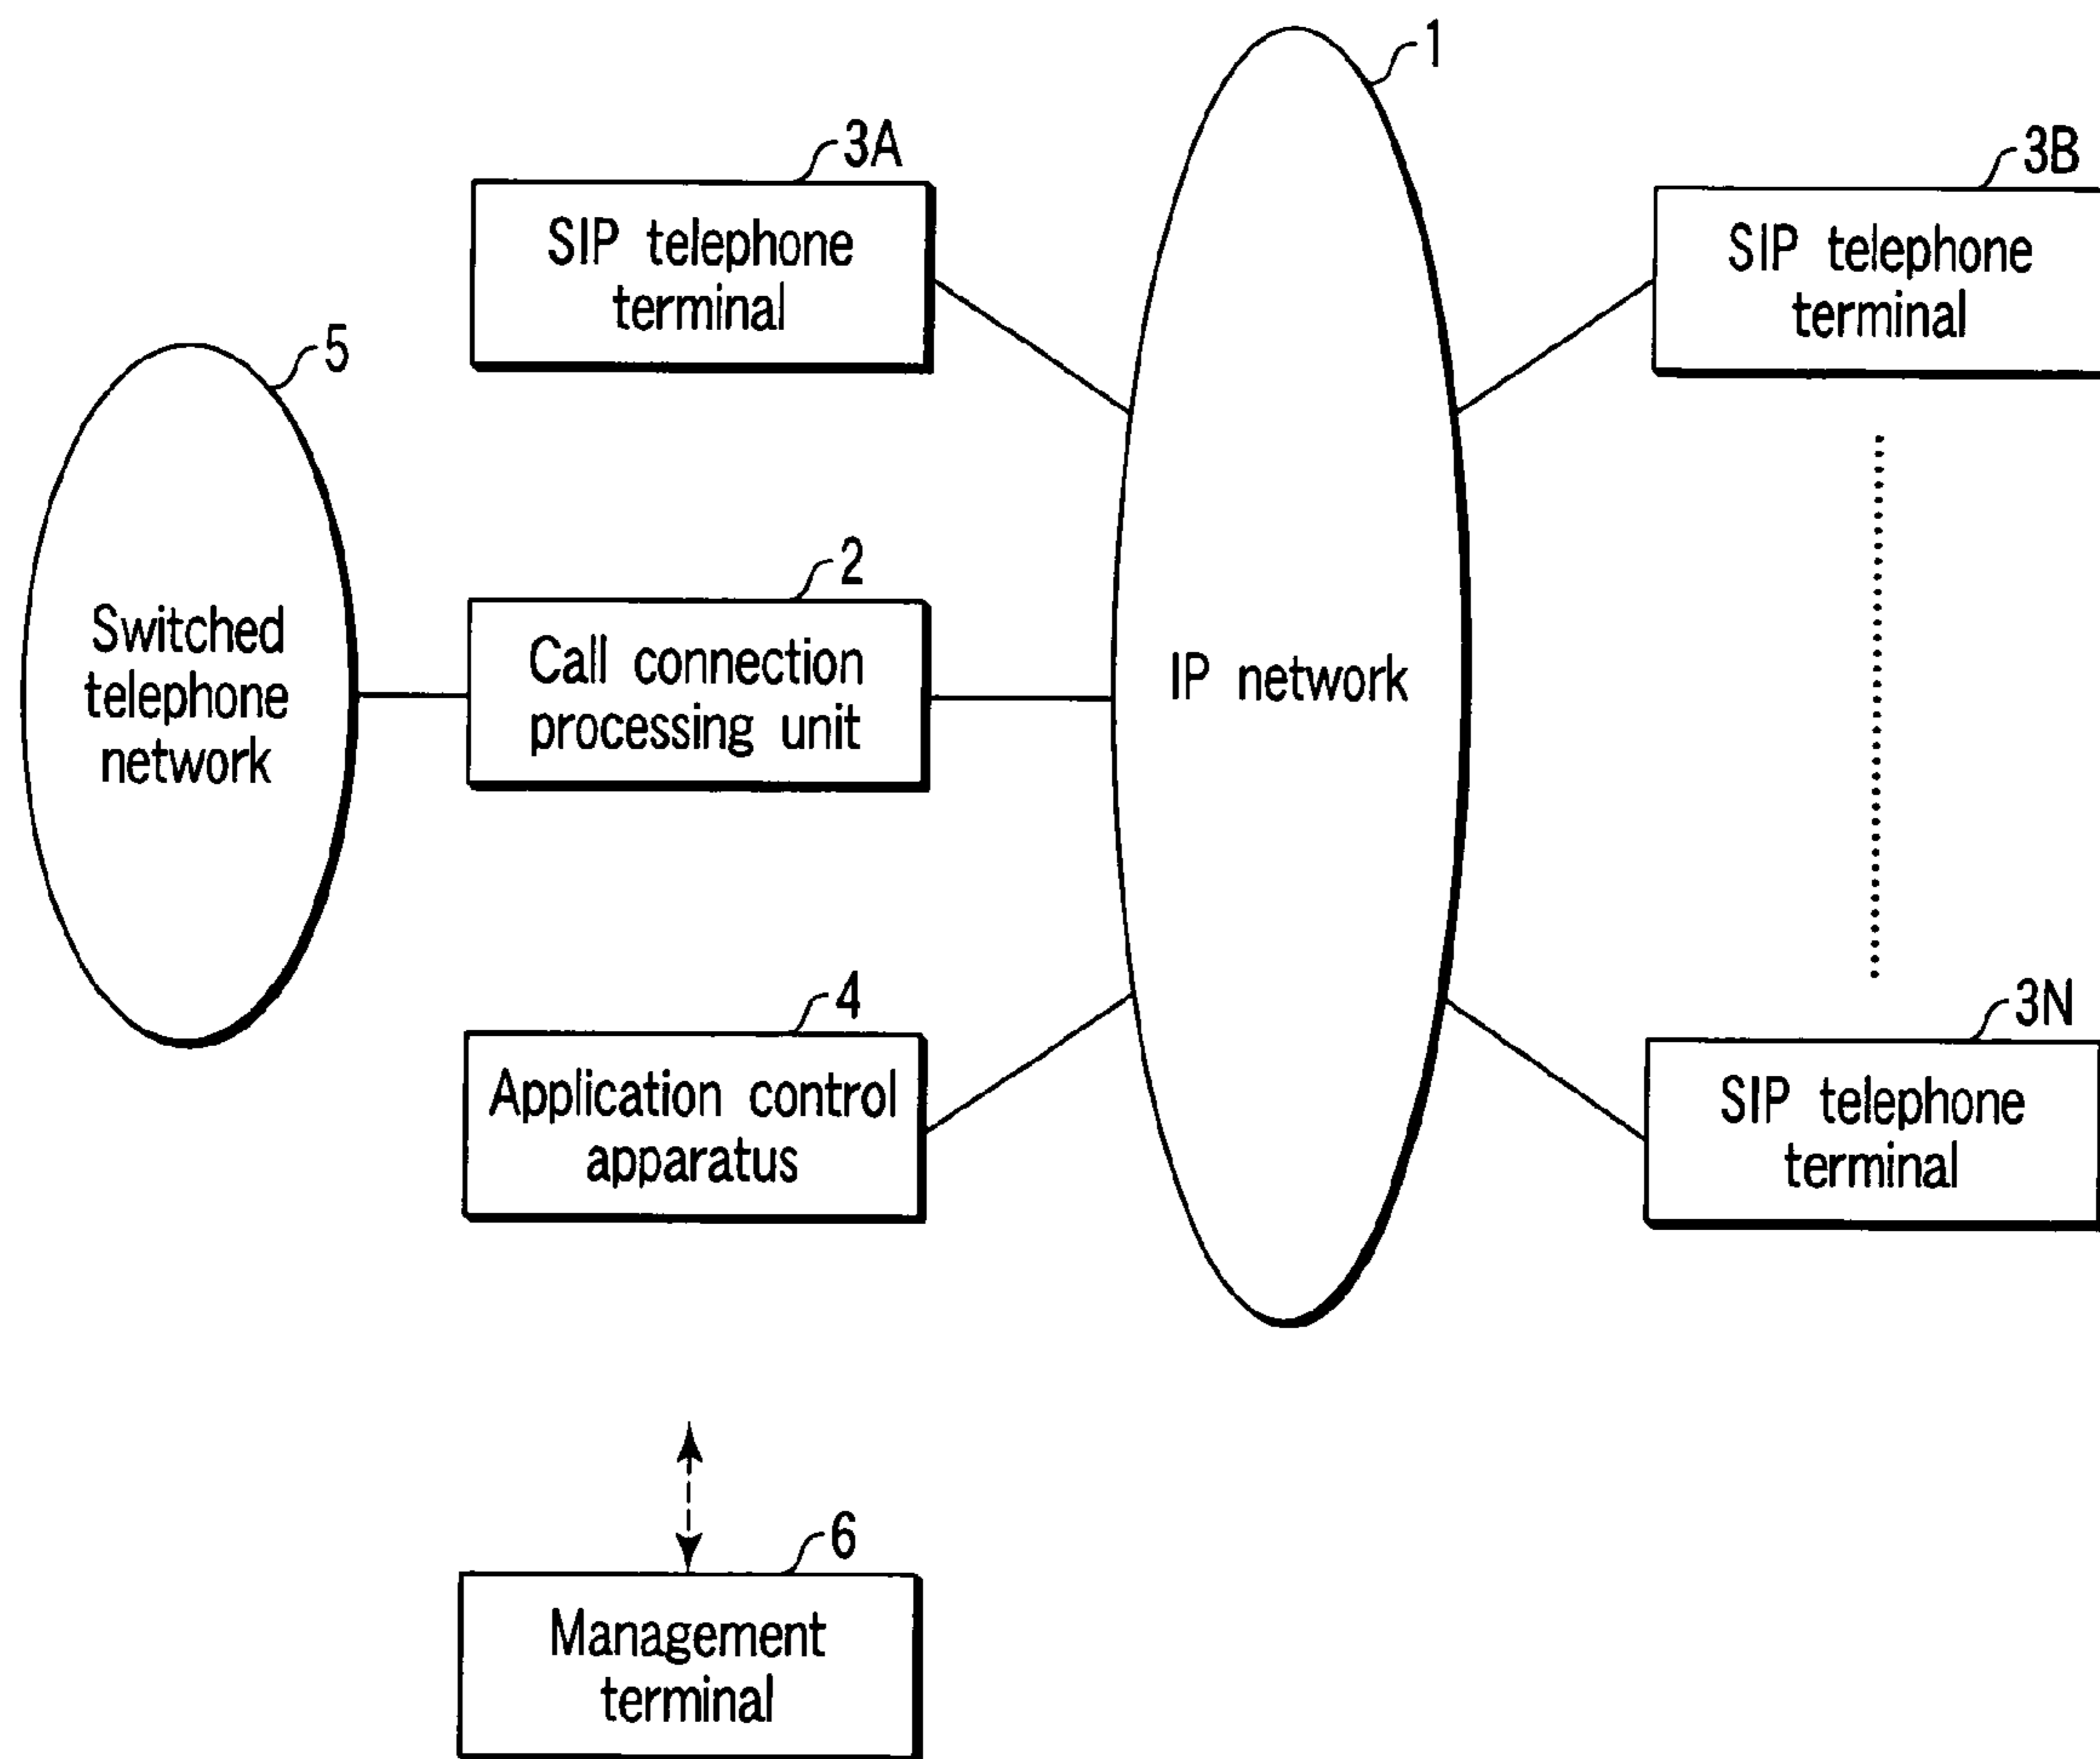 1
3A
SIP telephone
terminal
3B
SIP telephone
terminal
5
Switched
telephone
network
2
Call connection
processing unit
IP network
4
Application control
apparatus
3N
SIP telephone
terminal
6
Management
terminal